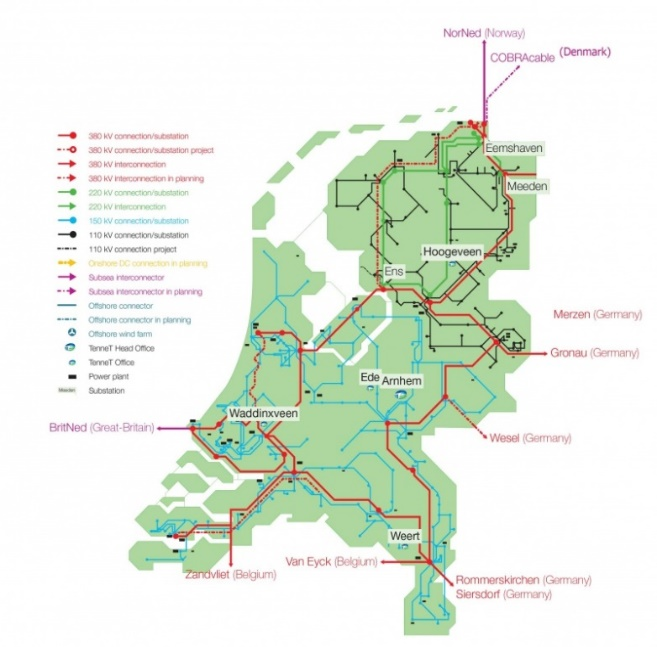 NorNed (Norway)
COBRAcable (Denmark)
380 kV connection/substation
380 kV connection/substation project
380 kV interconnection
380 kV interconnection in planning
220 kV connection/substation
220 kV interconnection
150 kV connection/substation
110 kV connection/substation
110 kV connection project
Onshore DC connection in planning
Subsea interconnector
Subsea interconnector in planning
Offshore connector
Offshore connector in planning
Offshore wind farm
TenneT Head Office
TenneT Office
Power plant
Meeden Substation
Eemshaven
Meeden
Hoogeveen
Ens
Merzen (Germany)
Gronau (Germany)
Ede
Arnhem
Waddinxveen
BritNed (Great-Britain)
Wesel (Germany)
Weert
Van Eyck (Belgium)
Zandvliet (Belgium)
Rommerskirchen (Germany)
Siersdorf (Germany)